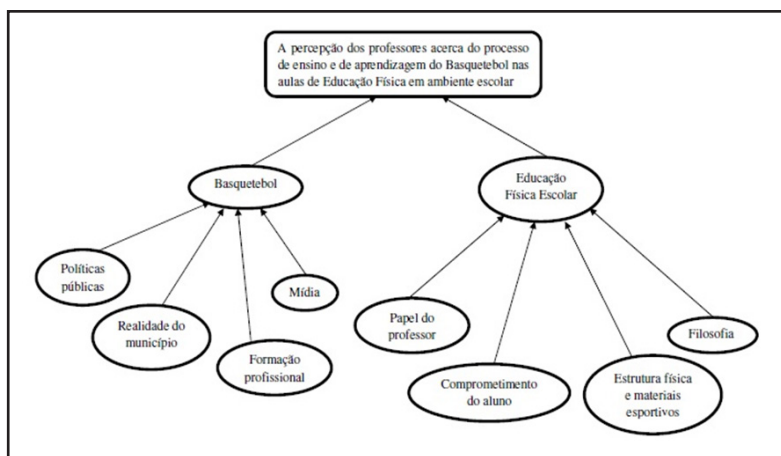 A percepção dos professores acerca do processo
de ensino e de aprendizagem do Basquetebol nas
aulas de Educação Física em ambiente escolar
Basquetebol
Educação
Física Escolar
Políticas
públicas
Realidade do
município
Formação
profissional
Mídia
Papel do
professor
Comprometimento
do aluno
Estrutura física
e materiais
esportivos
Filosofia